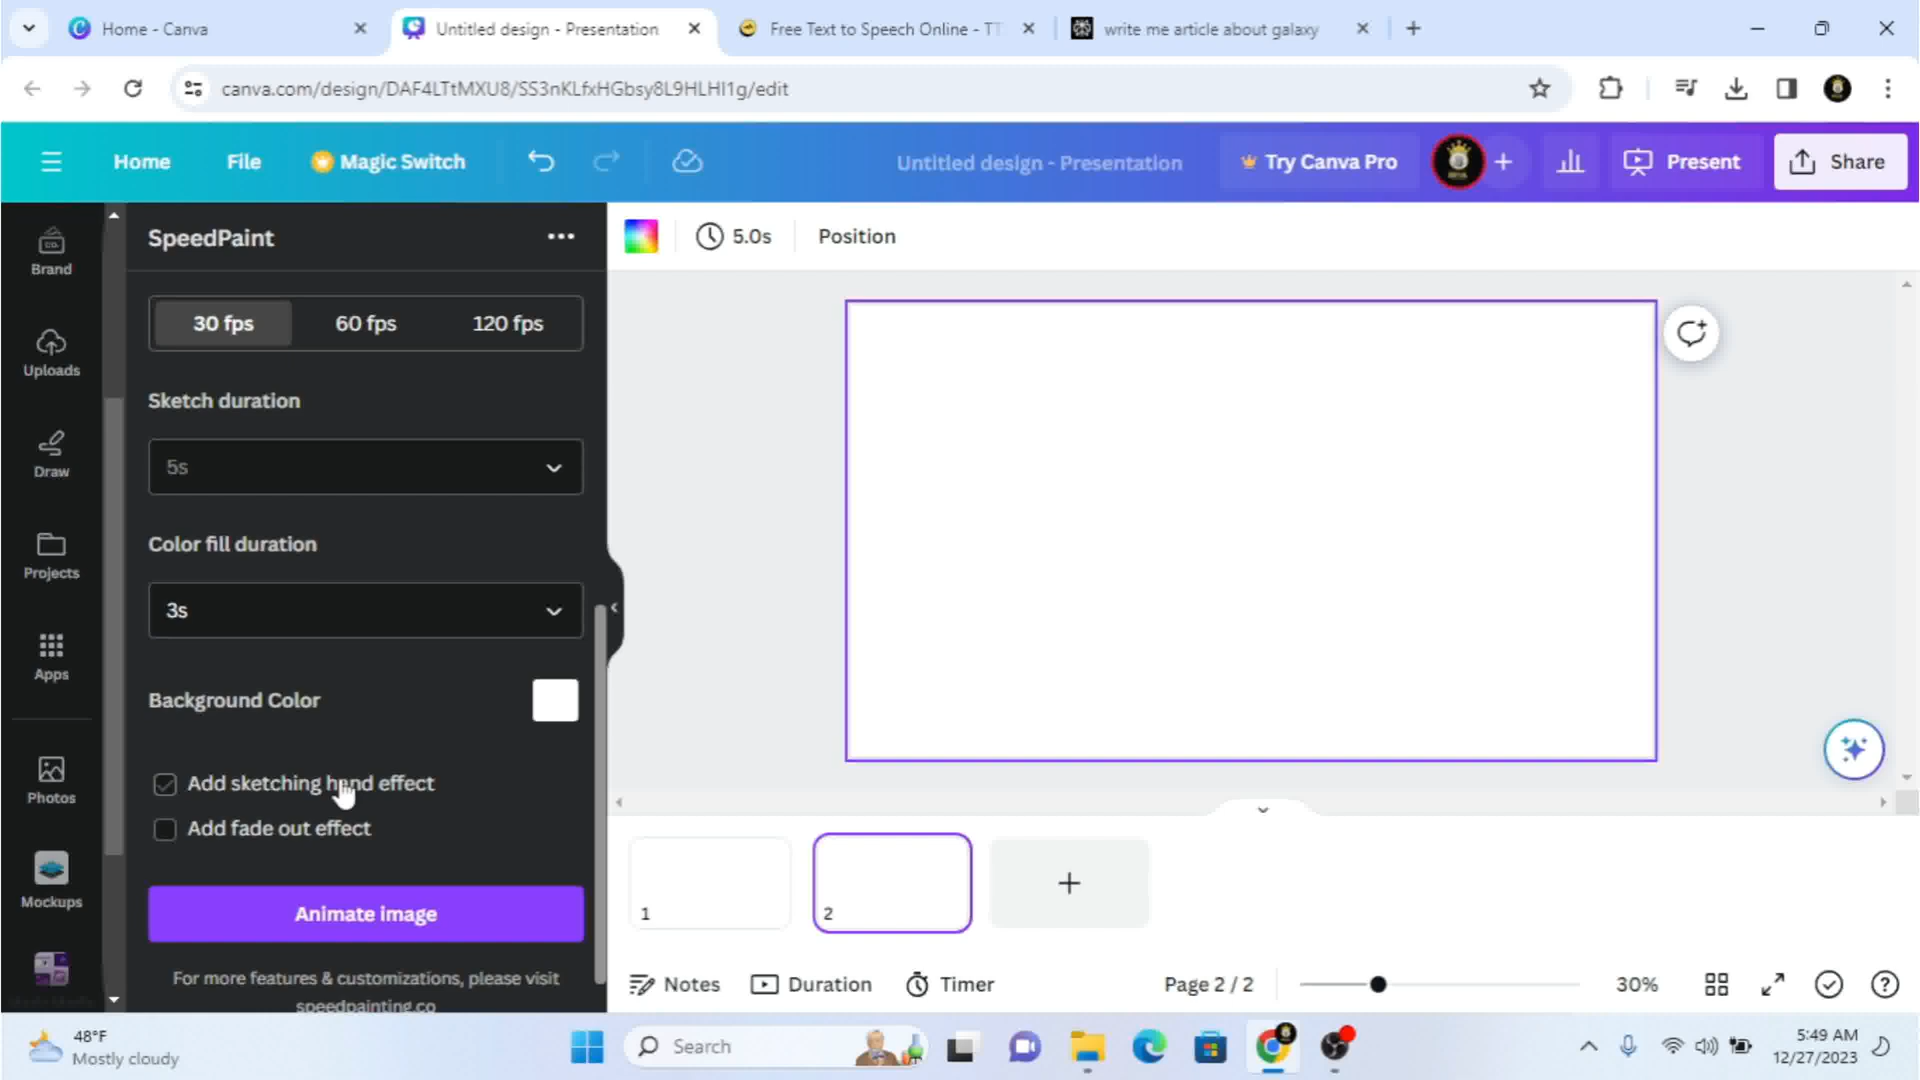 Home - Canva
Untitled design - Presentation
Free Text to Speech Online - TT
write me article about galaxy
canva.com/design/DAF4LTtMXU8/SS3nKLfxHGbsy8L9HLHI1g/edit
Home
File
Magic Switch
Untitled design - Presentation
Try Canva Pro
Present
Share
Brand
Uploads
Draw
Projects
Apps
Photos
Mockups
SpeedPaint
30 fps
60 fps
120 fps
Sketch duration
5s
Color fill duration
3s
Background Color
Add sketching hand effect
Add fade out effect
Animate image
For more features & customizations, please visit
speedpainting.co
5.0s
Position
1
2
Notes
Duration
Timer
Page 2 / 2
30%
48°F
Mostly cloudy
Search
5:49 AM
12/27/2023